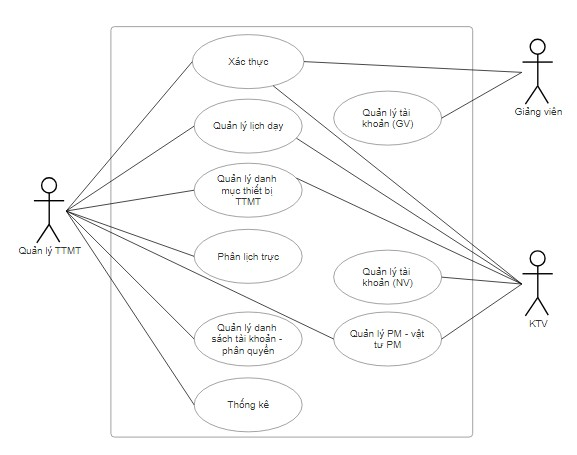 Xác thực
Giảng viên
Quản lý tài
khoản (GV)
Quản lý lịch dạy
Quản lý danh
mục thiết bị
TTMT
Quản lý TTMT
Phân lịch trực
Quản lý tài
khoản (NV)
KTV
Quản lý danh
sách tài khoản -
phân quyền
Quản lý PM - vật
tư PM
Thống kê